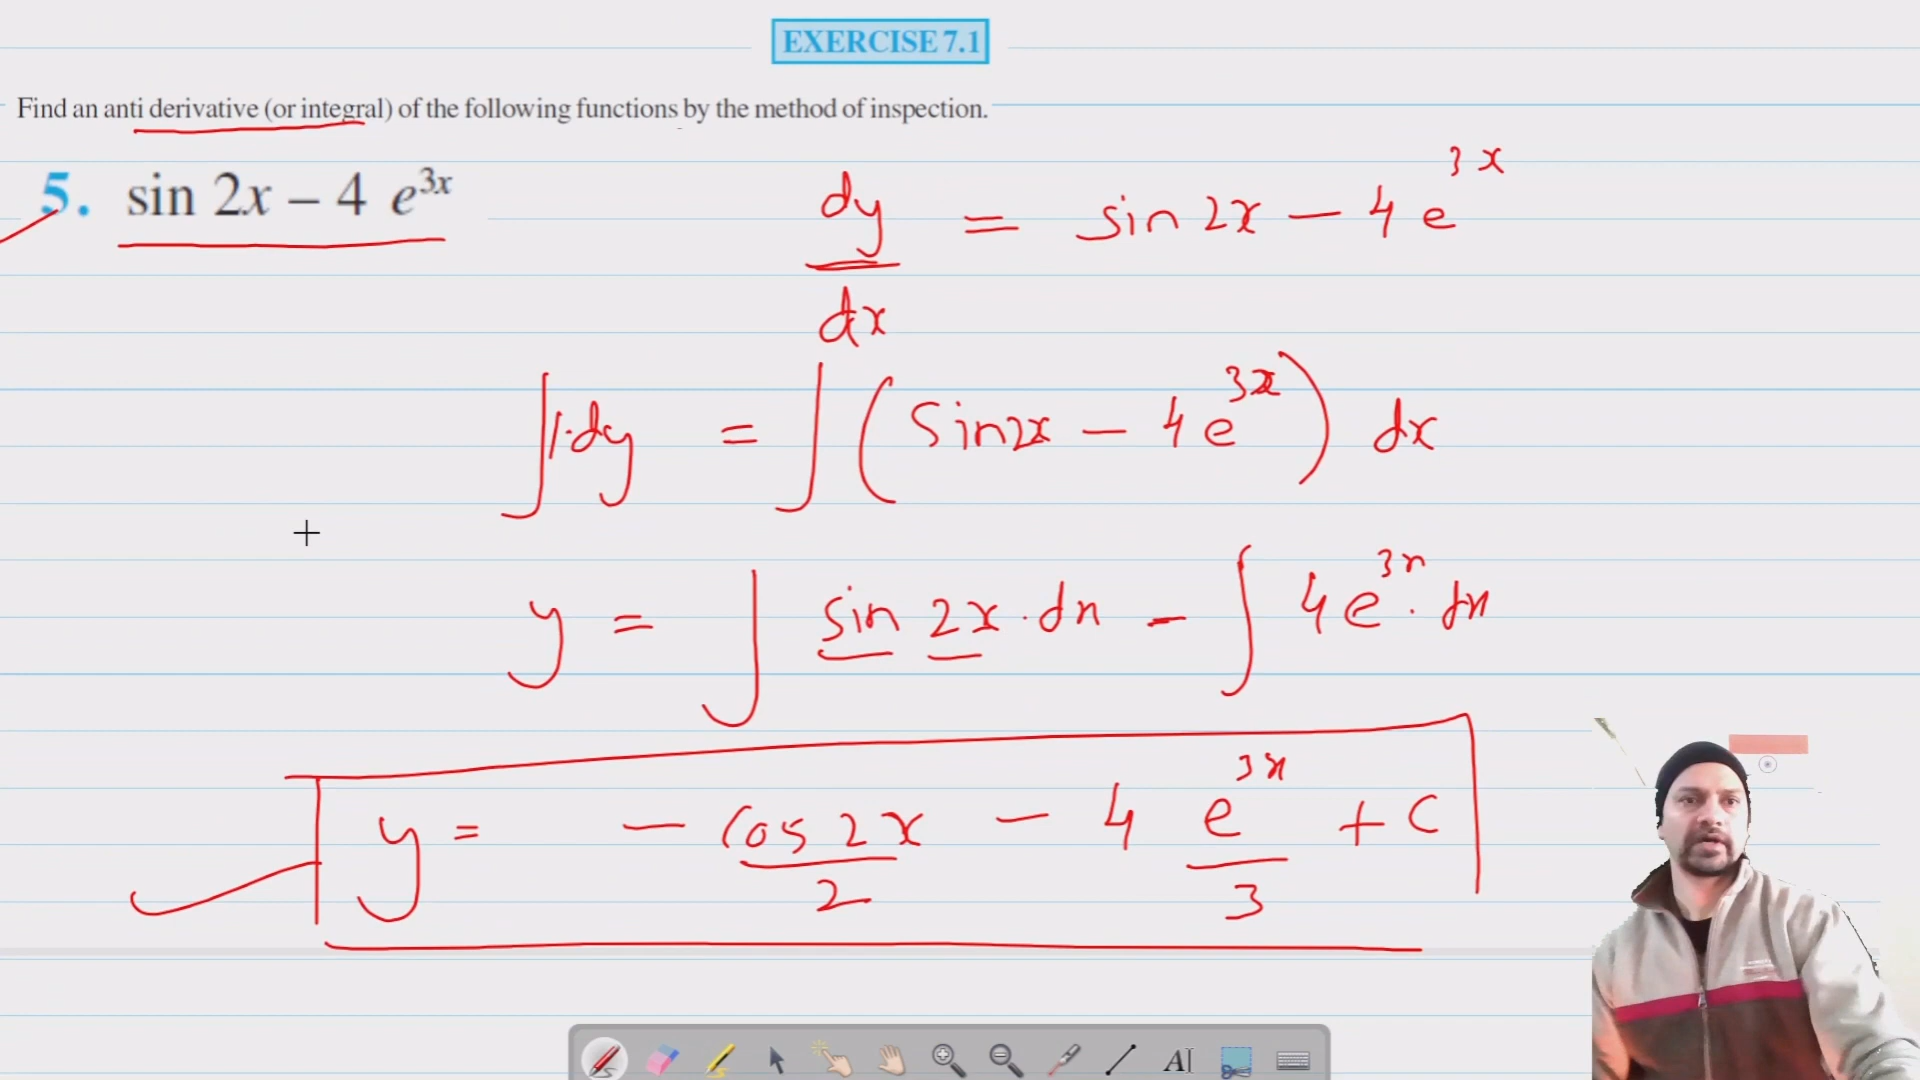 EXERCISE 7.1
Find an anti derivative (or integral) of the following functions by the method of inspection.
5. sin 2x – 4 e^{3x}
dy/dx = sin 2x – 4 e^{3x}
∫1·dy = ∫(sin2x – 4e^{3x}) dx
y = ∫ sin 2x·dx – ∫ 4e^{3x}·dx
y = – cos 2x/2 – 4 e^{3x}/3 + C